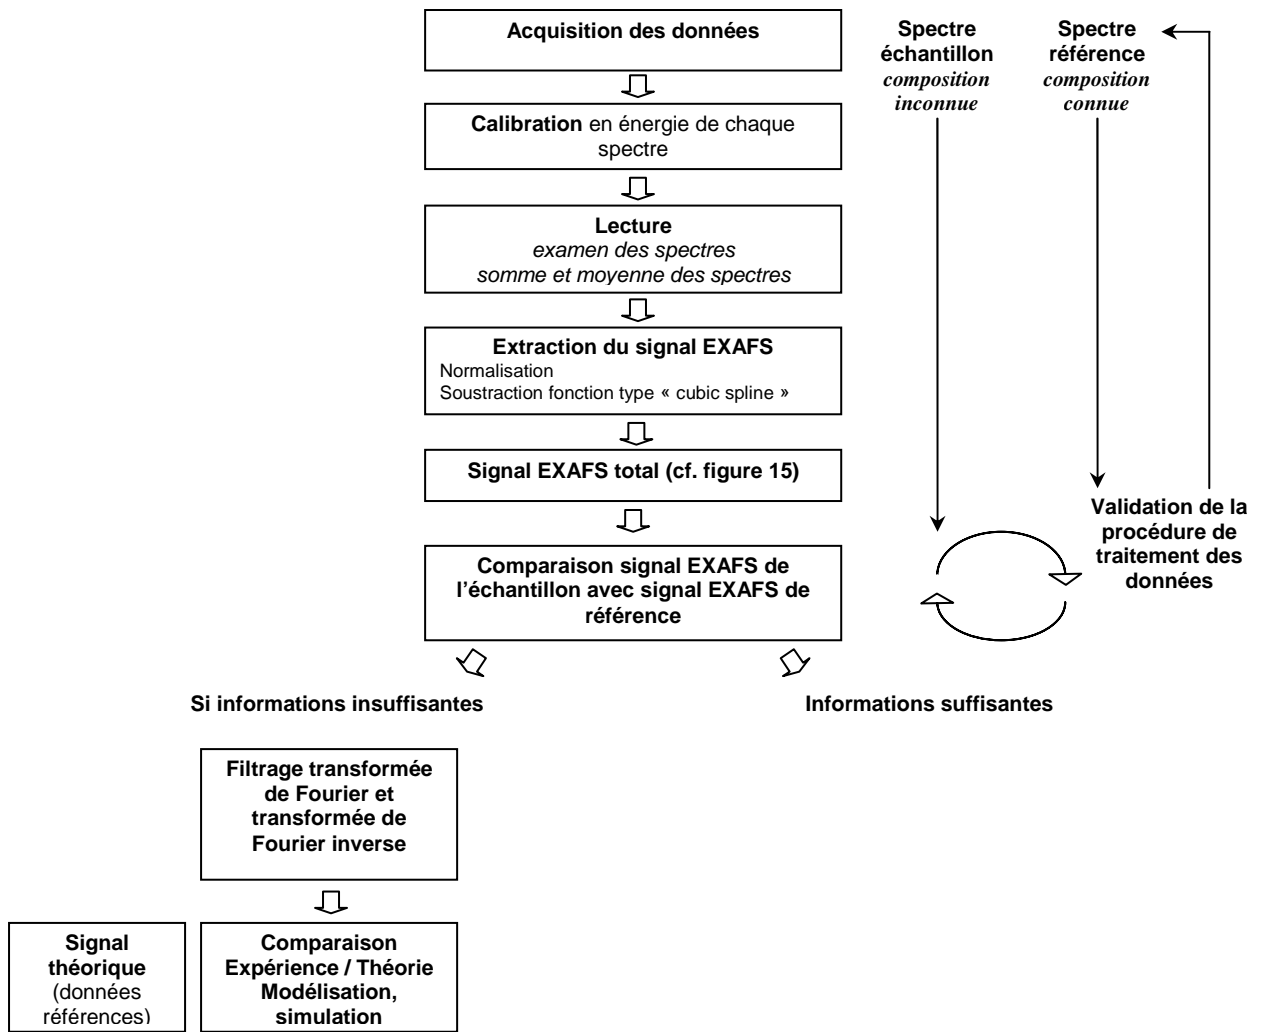 Acquisition des données
Calibration en énergie de chaque
spectre
Lecture
examen des spectres
somme et moyenne des spectres
Extraction du signal EXAFS
Normalisation
Soustraction fonction type « cubic spline »
Signal EXAFS total (cf. figure 15)
Comparaison signal EXAFS de
l'échantillon avec signal EXAFS de
référence
Spectre
échantillon
composition
inconnue
Spectre
référence
composition
connue
Validation de la
procédure de
traitement des
données
Si informations insuffisantes
Informations suffisantes
Filtrage transformée
de Fourier et
transformée de
Fourier inverse
Signal
théorique
(données
références)
Comparaison
Expérience / Théorie
Modélisation,
simulation